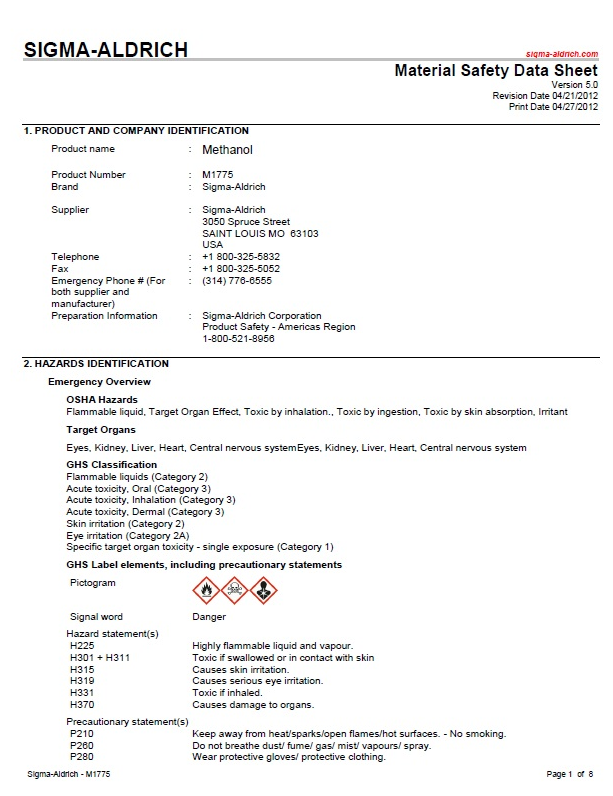 SIGMA-ALDRICH
sigma-aldrich.com
Material Safety Data Sheet
Version 5.0
Revision Date 04/21/2012
Print Date 04/27/2012
1. PRODUCT AND COMPANY IDENTIFICATION
Product name : Methanol
Product Number : M1775
Brand : Sigma-Aldrich
Supplier : Sigma-Aldrich
3050 Spruce Street
SAINT LOUIS MO 63103
USA
Telephone : +1 800-325-5832
Fax : +1 800-325-5052
Emergency Phone # (For : (314) 776-6555
both supplier and
manufacturer)
Preparation Information : Sigma-Aldrich Corporation
Product Safety - Americas Region
1-800-521-8956
2. HAZARDS IDENTIFICATION
Emergency Overview
OSHA Hazards
Flammable liquid, Target Organ Effect, Toxic by inhalation., Toxic by ingestion, Toxic by skin absorption, Irritant
Target Organs
Eyes, Kidney, Liver, Heart, Central nervous systemEyes, Kidney, Liver, Heart, Central nervous system
GHS Classification
Flammable liquids (Category 2)
Acute toxicity, Oral (Category 3)
Acute toxicity, Inhalation (Category 3)
Acute toxicity, Dermal (Category 3)
Skin irritation (Category 2)
Eye irritation (Category 2A)
Specific target organ toxicity - single exposure (Category 1)
GHS Label elements, including precautionary statements
Pictogram
Signal word Danger
Hazard statement(s)
H225 Highly flammable liquid and vapour.
H301 + H311 Toxic if swallowed or in contact with skin
H315 Causes skin irritation.
H319 Causes serious eye irritation.
H331 Toxic if inhaled.
H370 Causes damage to organs.
Precautionary statement(s)
P210 Keep away from heat/sparks/open flames/hot surfaces. - No smoking.
P260 Do not breathe dust/ fume/ gas/ mist/ vapours/ spray.
P280 Wear protective gloves/ protective clothing.
Sigma-Aldrich - M1775 Page 1 of 8